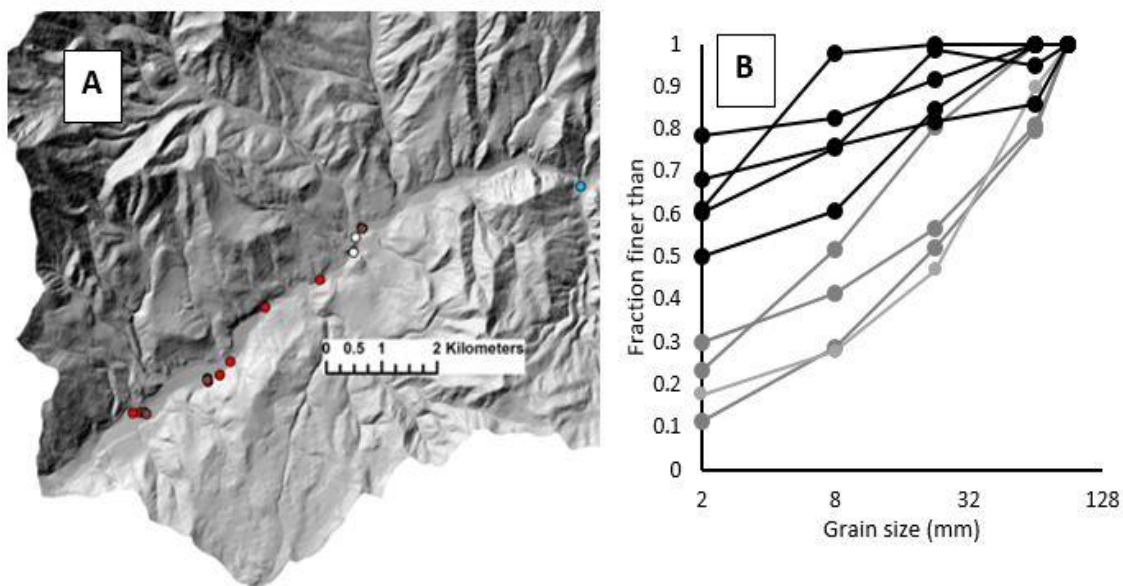 A
0 0.5 1 2 Kilometers
B
Fraction finer than
1
0.9
0.8
0.7
0.6
0.5
0.4
0.3
0.2
0.1
0
2 8 32 128
Grain size (mm)